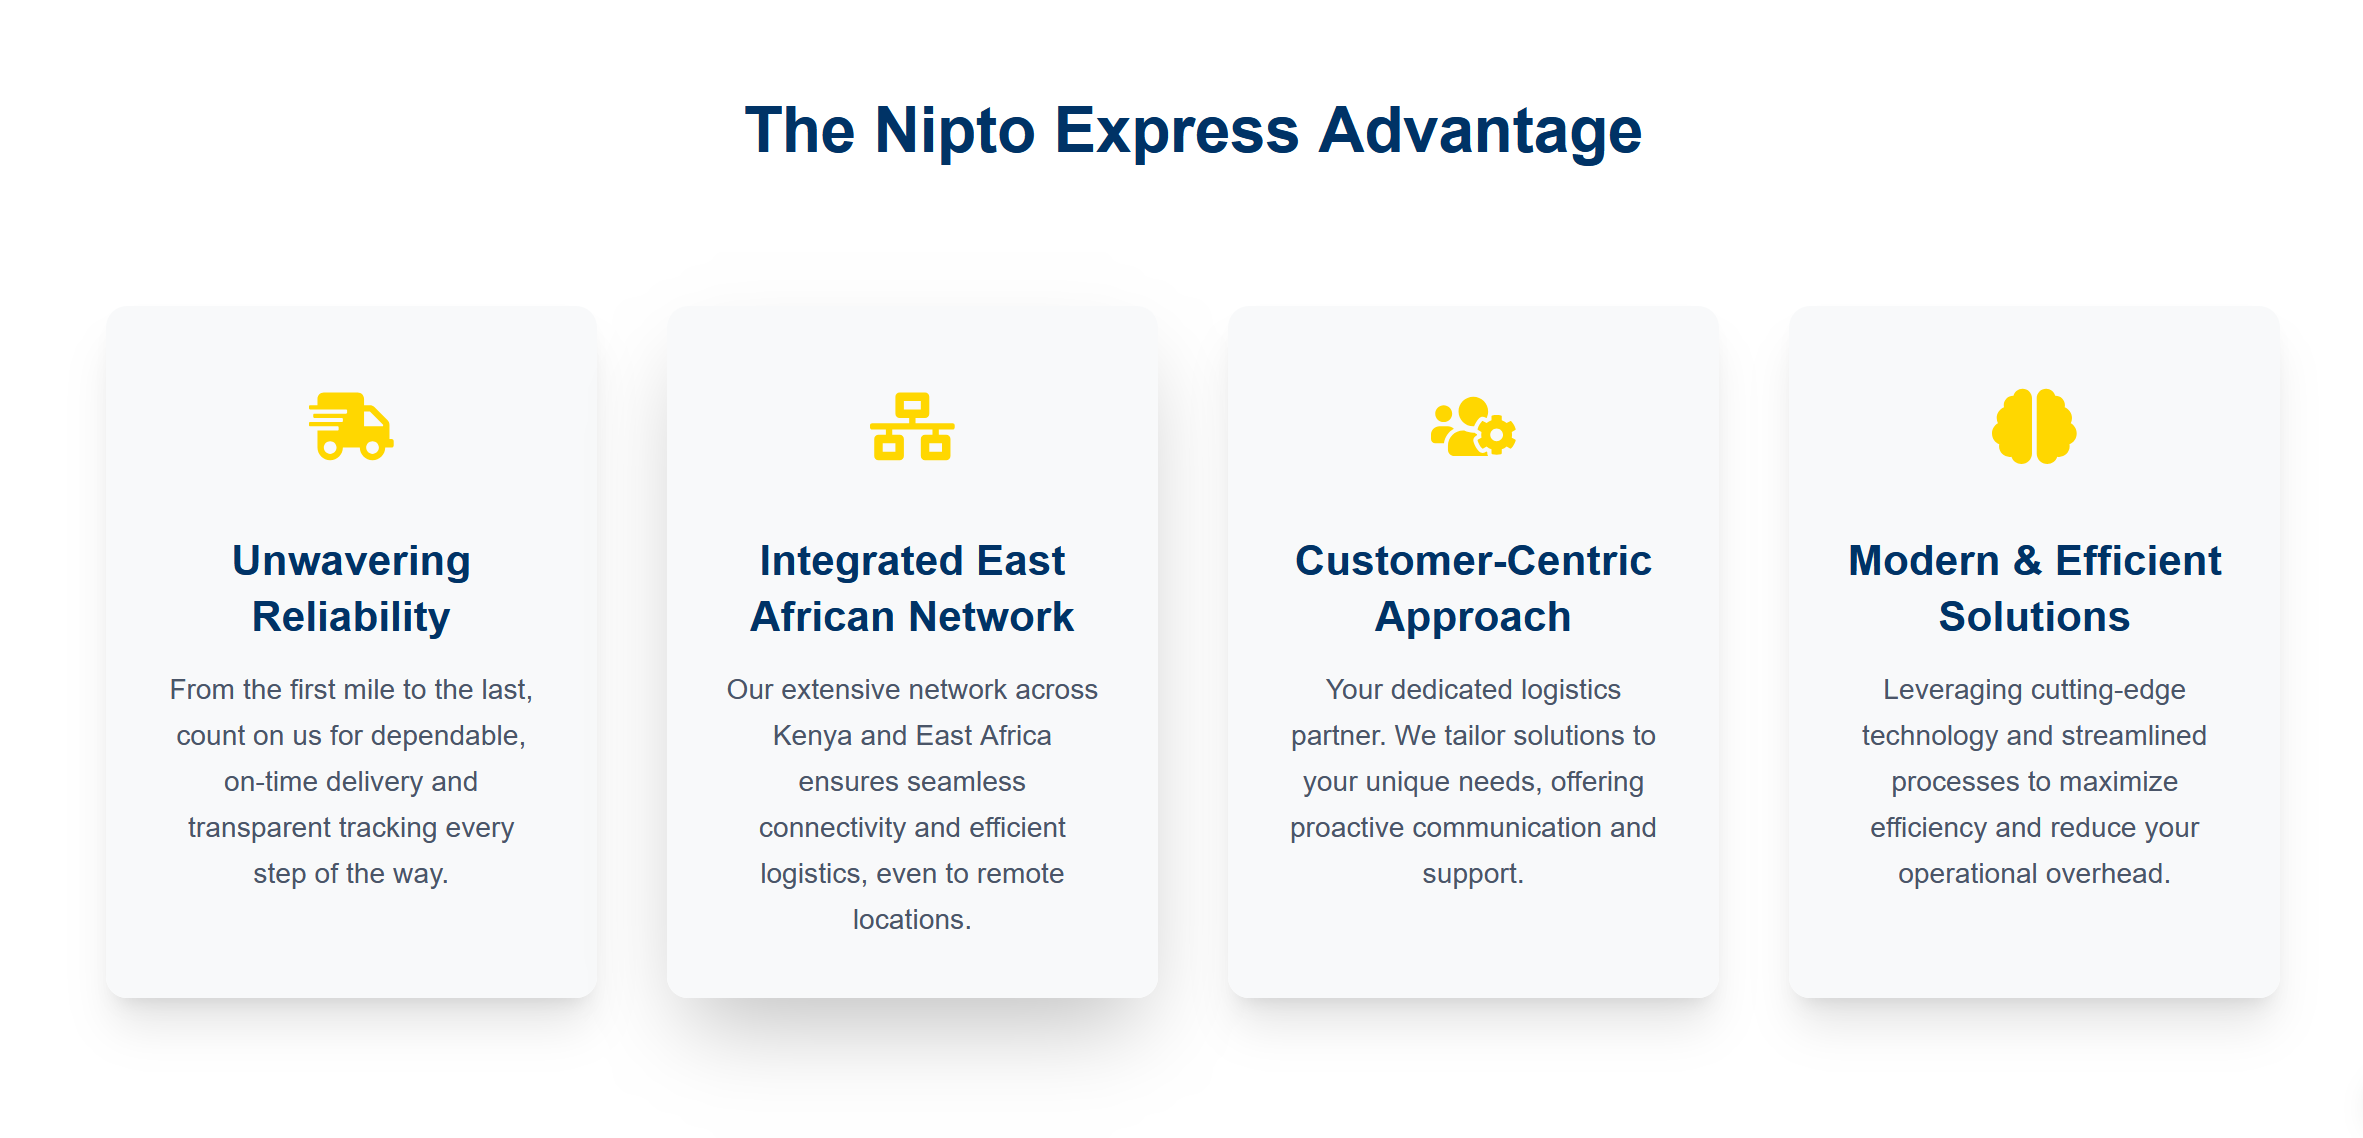 The Nipto Express Advantage
Unwavering
Reliability
From the first mile to the last,
count on us for dependable,
on-time delivery and
transparent tracking every
step of the way.
Integrated East
African Network
Our extensive network across
Kenya and East Africa
ensures seamless
connectivity and efficient
logistics, even to remote
locations.
Customer-Centric
Approach
Your dedicated logistics
partner. We tailor solutions to
your unique needs, offering
proactive communication and
support.
Modern & Efficient
Solutions
Leveraging cutting-edge
technology and streamlined
processes to maximize
efficiency and reduce your
operational overhead.